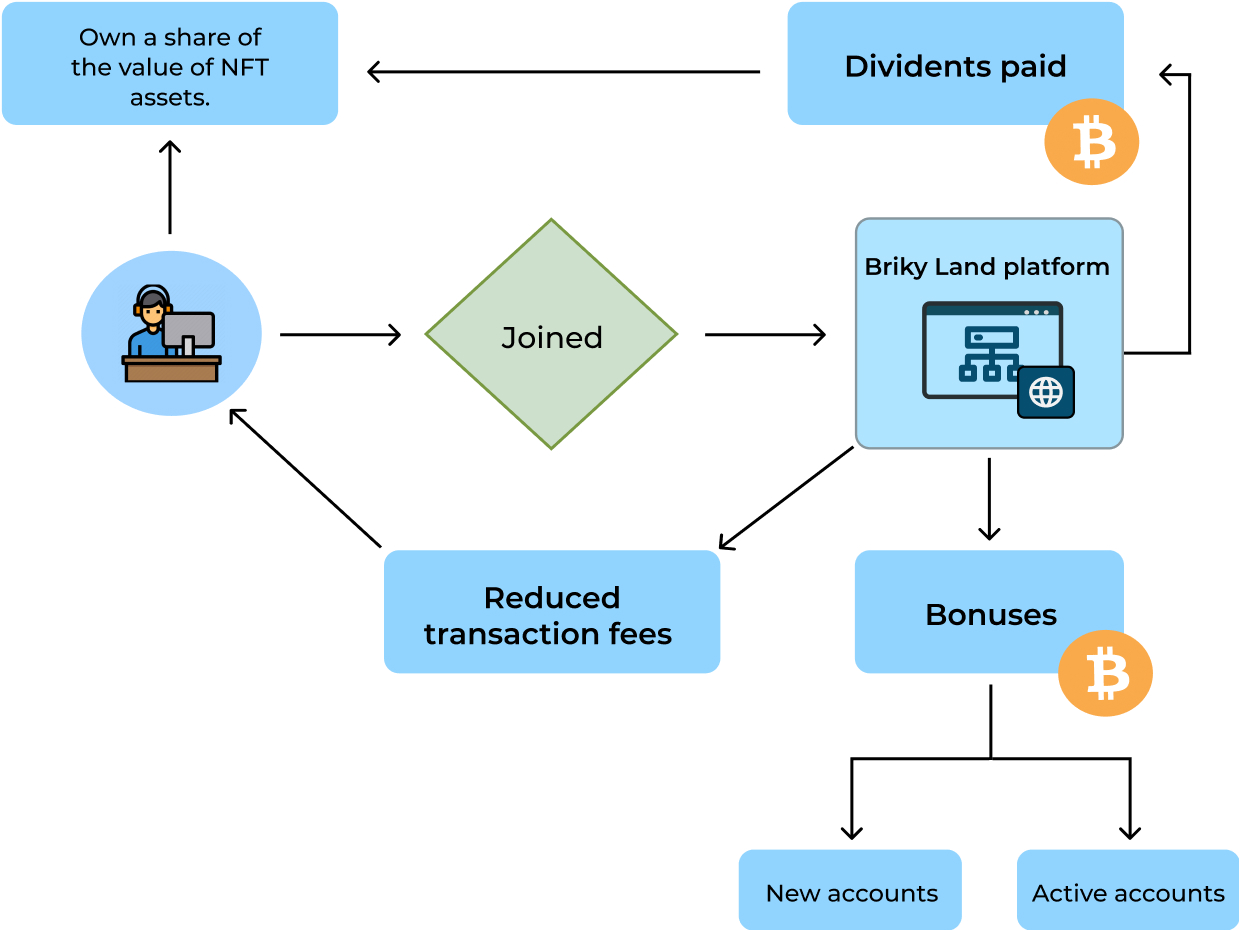 Own a share of
the value of NFT
assets.
Dividents paid
Briky Land platform
Joined
Reduced
transaction fees
Bonuses
New accounts
Active accounts